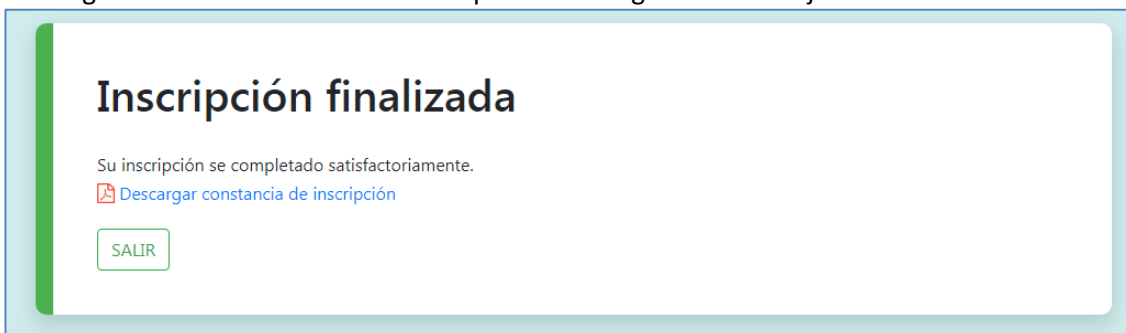 Inscripción finalizada
Su inscripción se completado satisfactoriamente.
Descargar constancia de inscripción
SALIR